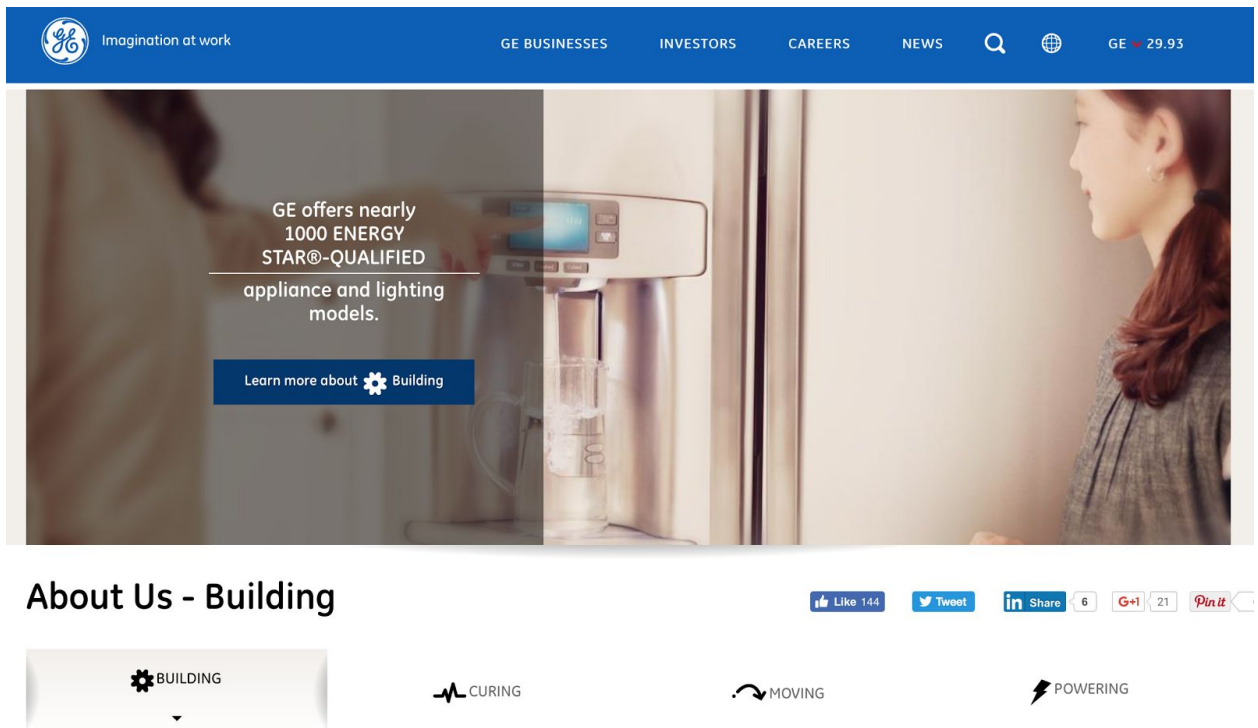 GE
Imagination at work
GE BUSINESSES
INVESTORS
CAREERS
NEWS
GE 29.93
GE offers nearly
1000 ENERGY
STAR®-QUALIFIED
appliance and lighting
models.
Learn more about Building
About Us - Building
Like 144
Tweet
in Share 6
G+1 21
Pin it
BUILDING
CURING
MOVING
POWERING